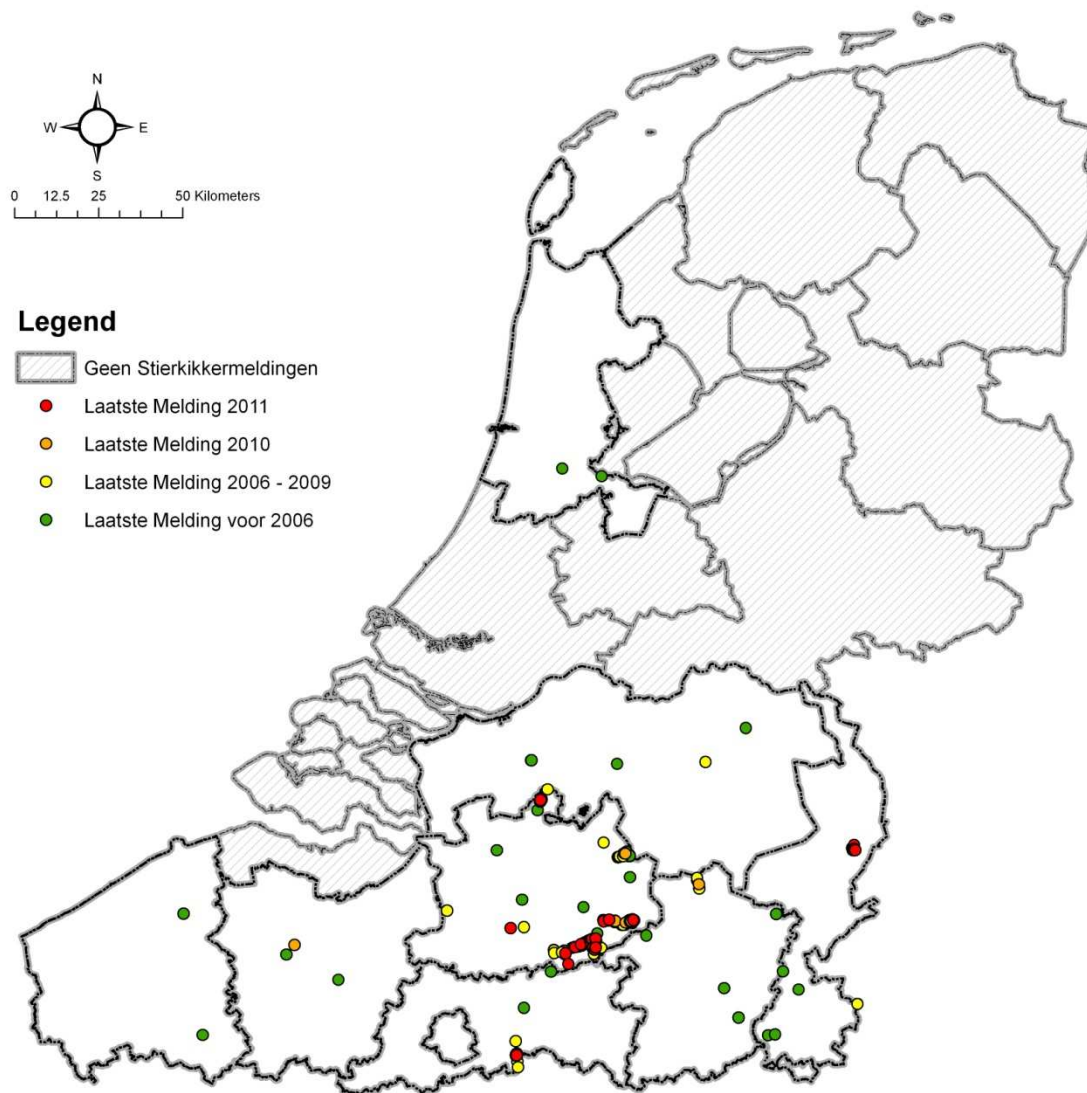 N
W E
S
0 12.5 25 50 Kilometers
Legend
Geen Stierkikkermeldingen
Laatste Melding 2011
Laatste Melding 2010
Laatste Melding 2006 - 2009
Laatste Melding voor 2006